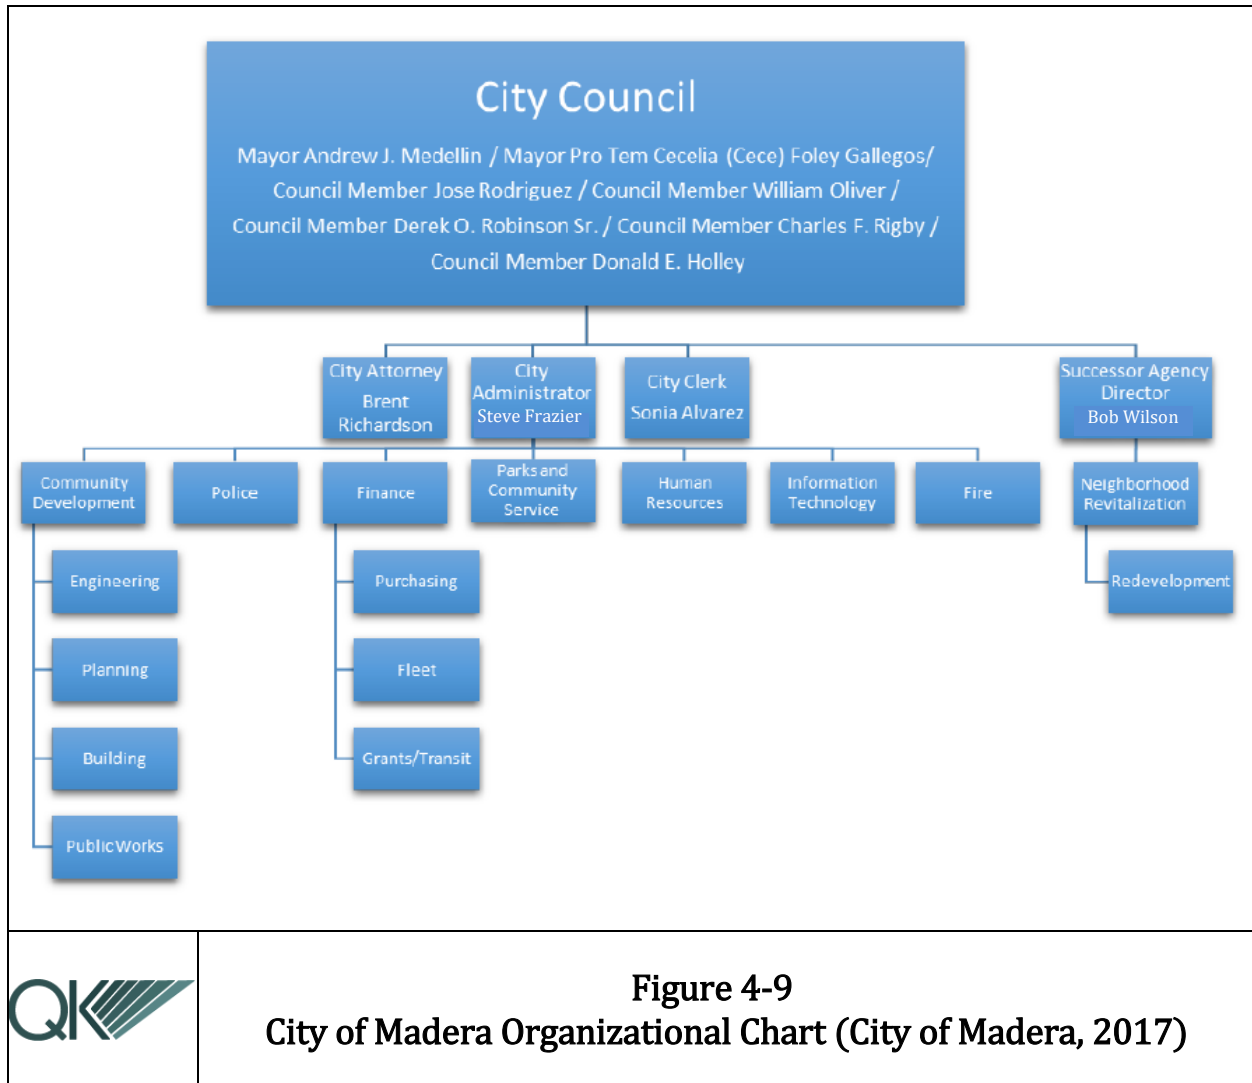 City Council
Mayor Andrew J. Medellin / Mayor Pro Tem Cecelia (Cece) Foley Gallegos/
Council Member Jose Rodriguez / Council Member William Oliver /
Council Member Derek O. Robinson Sr. / Council Member Charles F. Rigby /
Council Member Donald E. Holley
City Attorney
Brent
Richardson
City
Administrator
Steve Frazier
City Clerk
Sonia Alvarez
Successor Agency
Director
Bob Wilson
Community
Development
Police
Finance
Parks and
Community
Service
Human
Resources
Information
Technology
Fire
Neighborhood
Revitalization
Engineering
Planning
Building
Public Works
Purchasing
Fleet
Grants/Transit
Redevelopment
QK
Figure 4-9
City of Madera Organizational Chart (City of Madera, 2017)